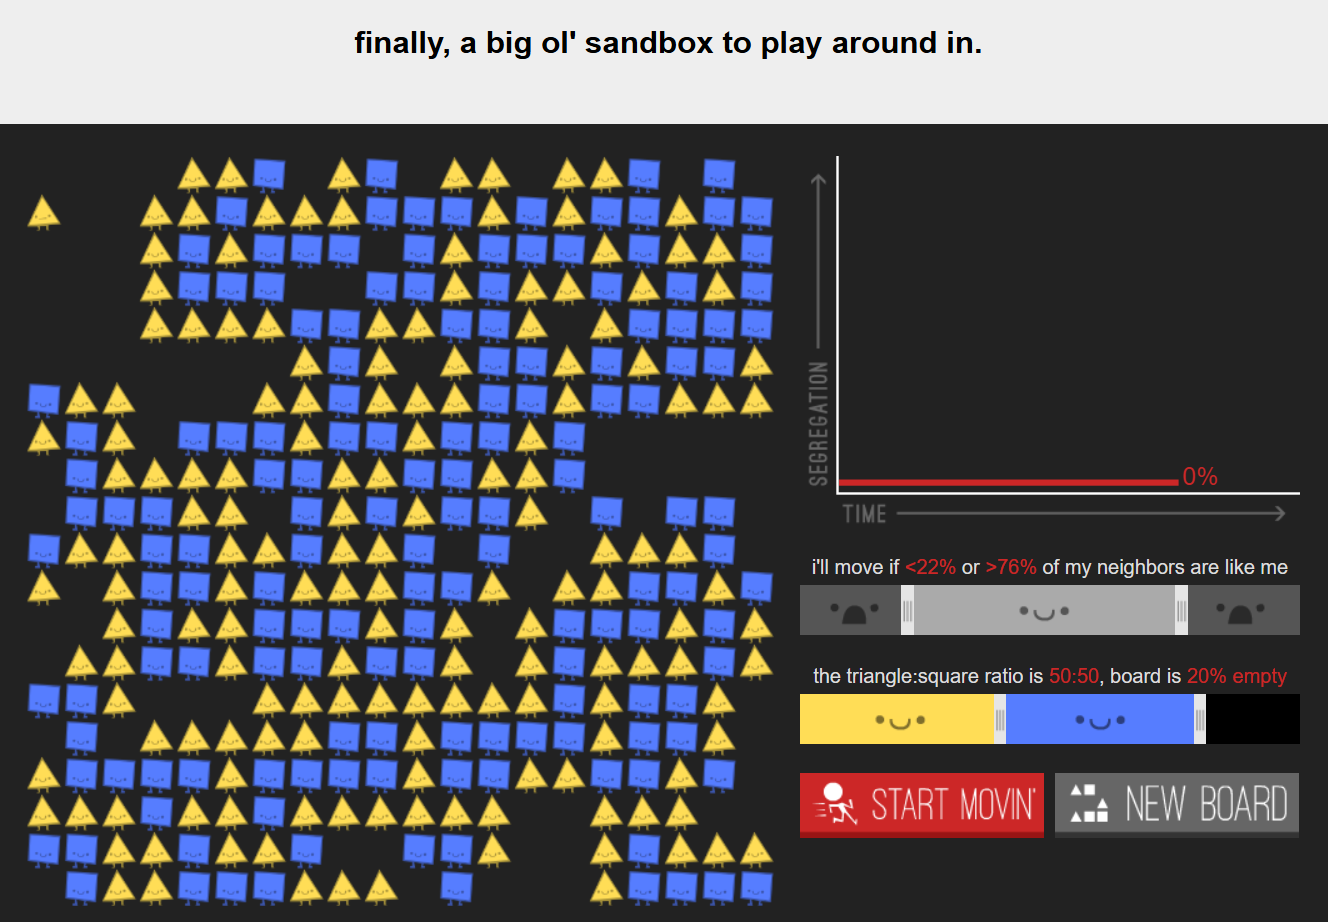 finally, a big ol' sandbox to play around in.
SEGREGATION
0%
TIME
i'll move if <22% or >76% of my neighbors are like me
the triangle:square ratio is 50:50, board is 20% empty
START MOVIN'
NEW BOARD